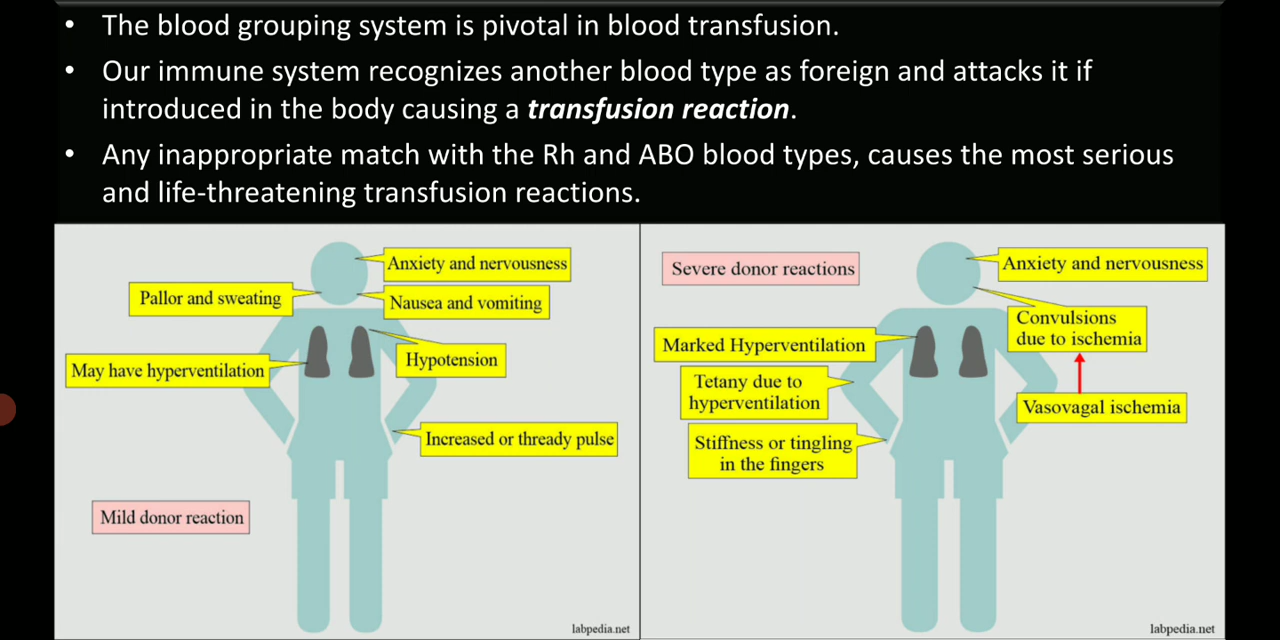 • The blood grouping system is pivotal in blood transfusion.
• Our immune system recognizes another blood type as foreign and attacks it if
introduced in the body causing a transfusion reaction.
• Any inappropriate match with the Rh and ABO blood types, causes the most serious
and life-threatening transfusion reactions.
Anxiety and nervousness
Pallor and sweating
Nausea and vomiting
Hypotension
May have hyperventilation
Increased or thready pulse
Mild donor reaction
labpedia.net
Severe donor reactions
Anxiety and nervousness
Convulsions
due to ischemia
Marked Hyperventilation
Tetany due to
hyperventilation
Vasovagal ischemia
Stiffness or tingling
in the fingers
labpedia.net